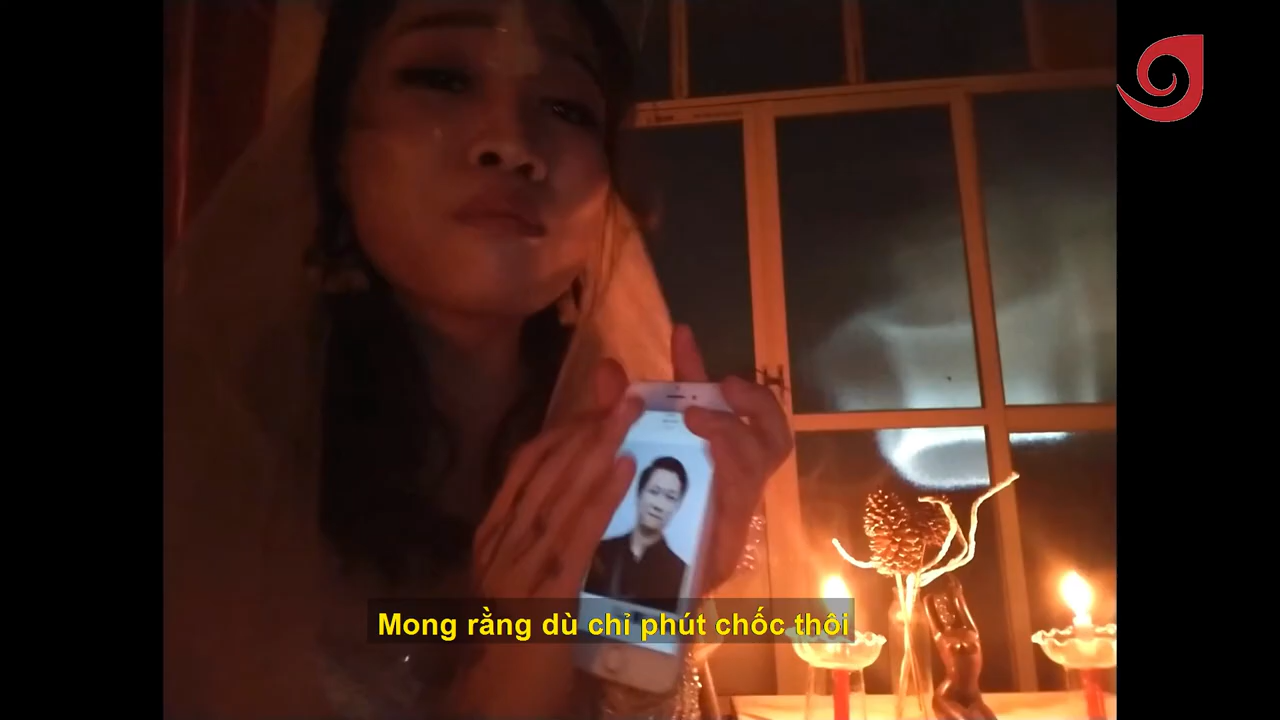 Mong rằng dù chỉ phút chốc thôi